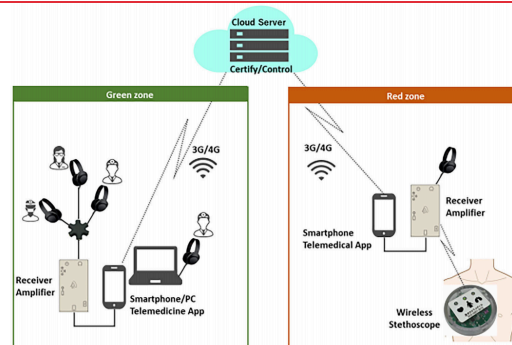 Cloud Server
Certify/Control
Green zone
3G/4G
Receiver
Amplifier
Smartphone/PC
Telemedicine App
Red zone
3G/4G
Smartphone
Telemedical App
Receiver
Amplifier
Wireless
Stethoscope